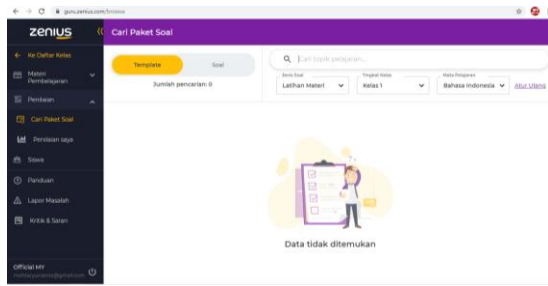 guru.zenius.net/browse
zenius
Cari Paket Soal
Ke Daftar Kelas
Materi Pembelajaran
Penilaian
Cari Paket Soal
Penilaian saya
Siswa
Panduan
Lapor Masalah
Kritik & Saran
Official MY
Template
Soal
Jumlah pencarian: 0
Cari topik pelajaran...
Jenis Soal
Latihan Materi
Tingkat Kelas
Kelas 1
Mata Pelajaran
Bahasa Indonesia
Atur Ulang
Data tidak ditemukan